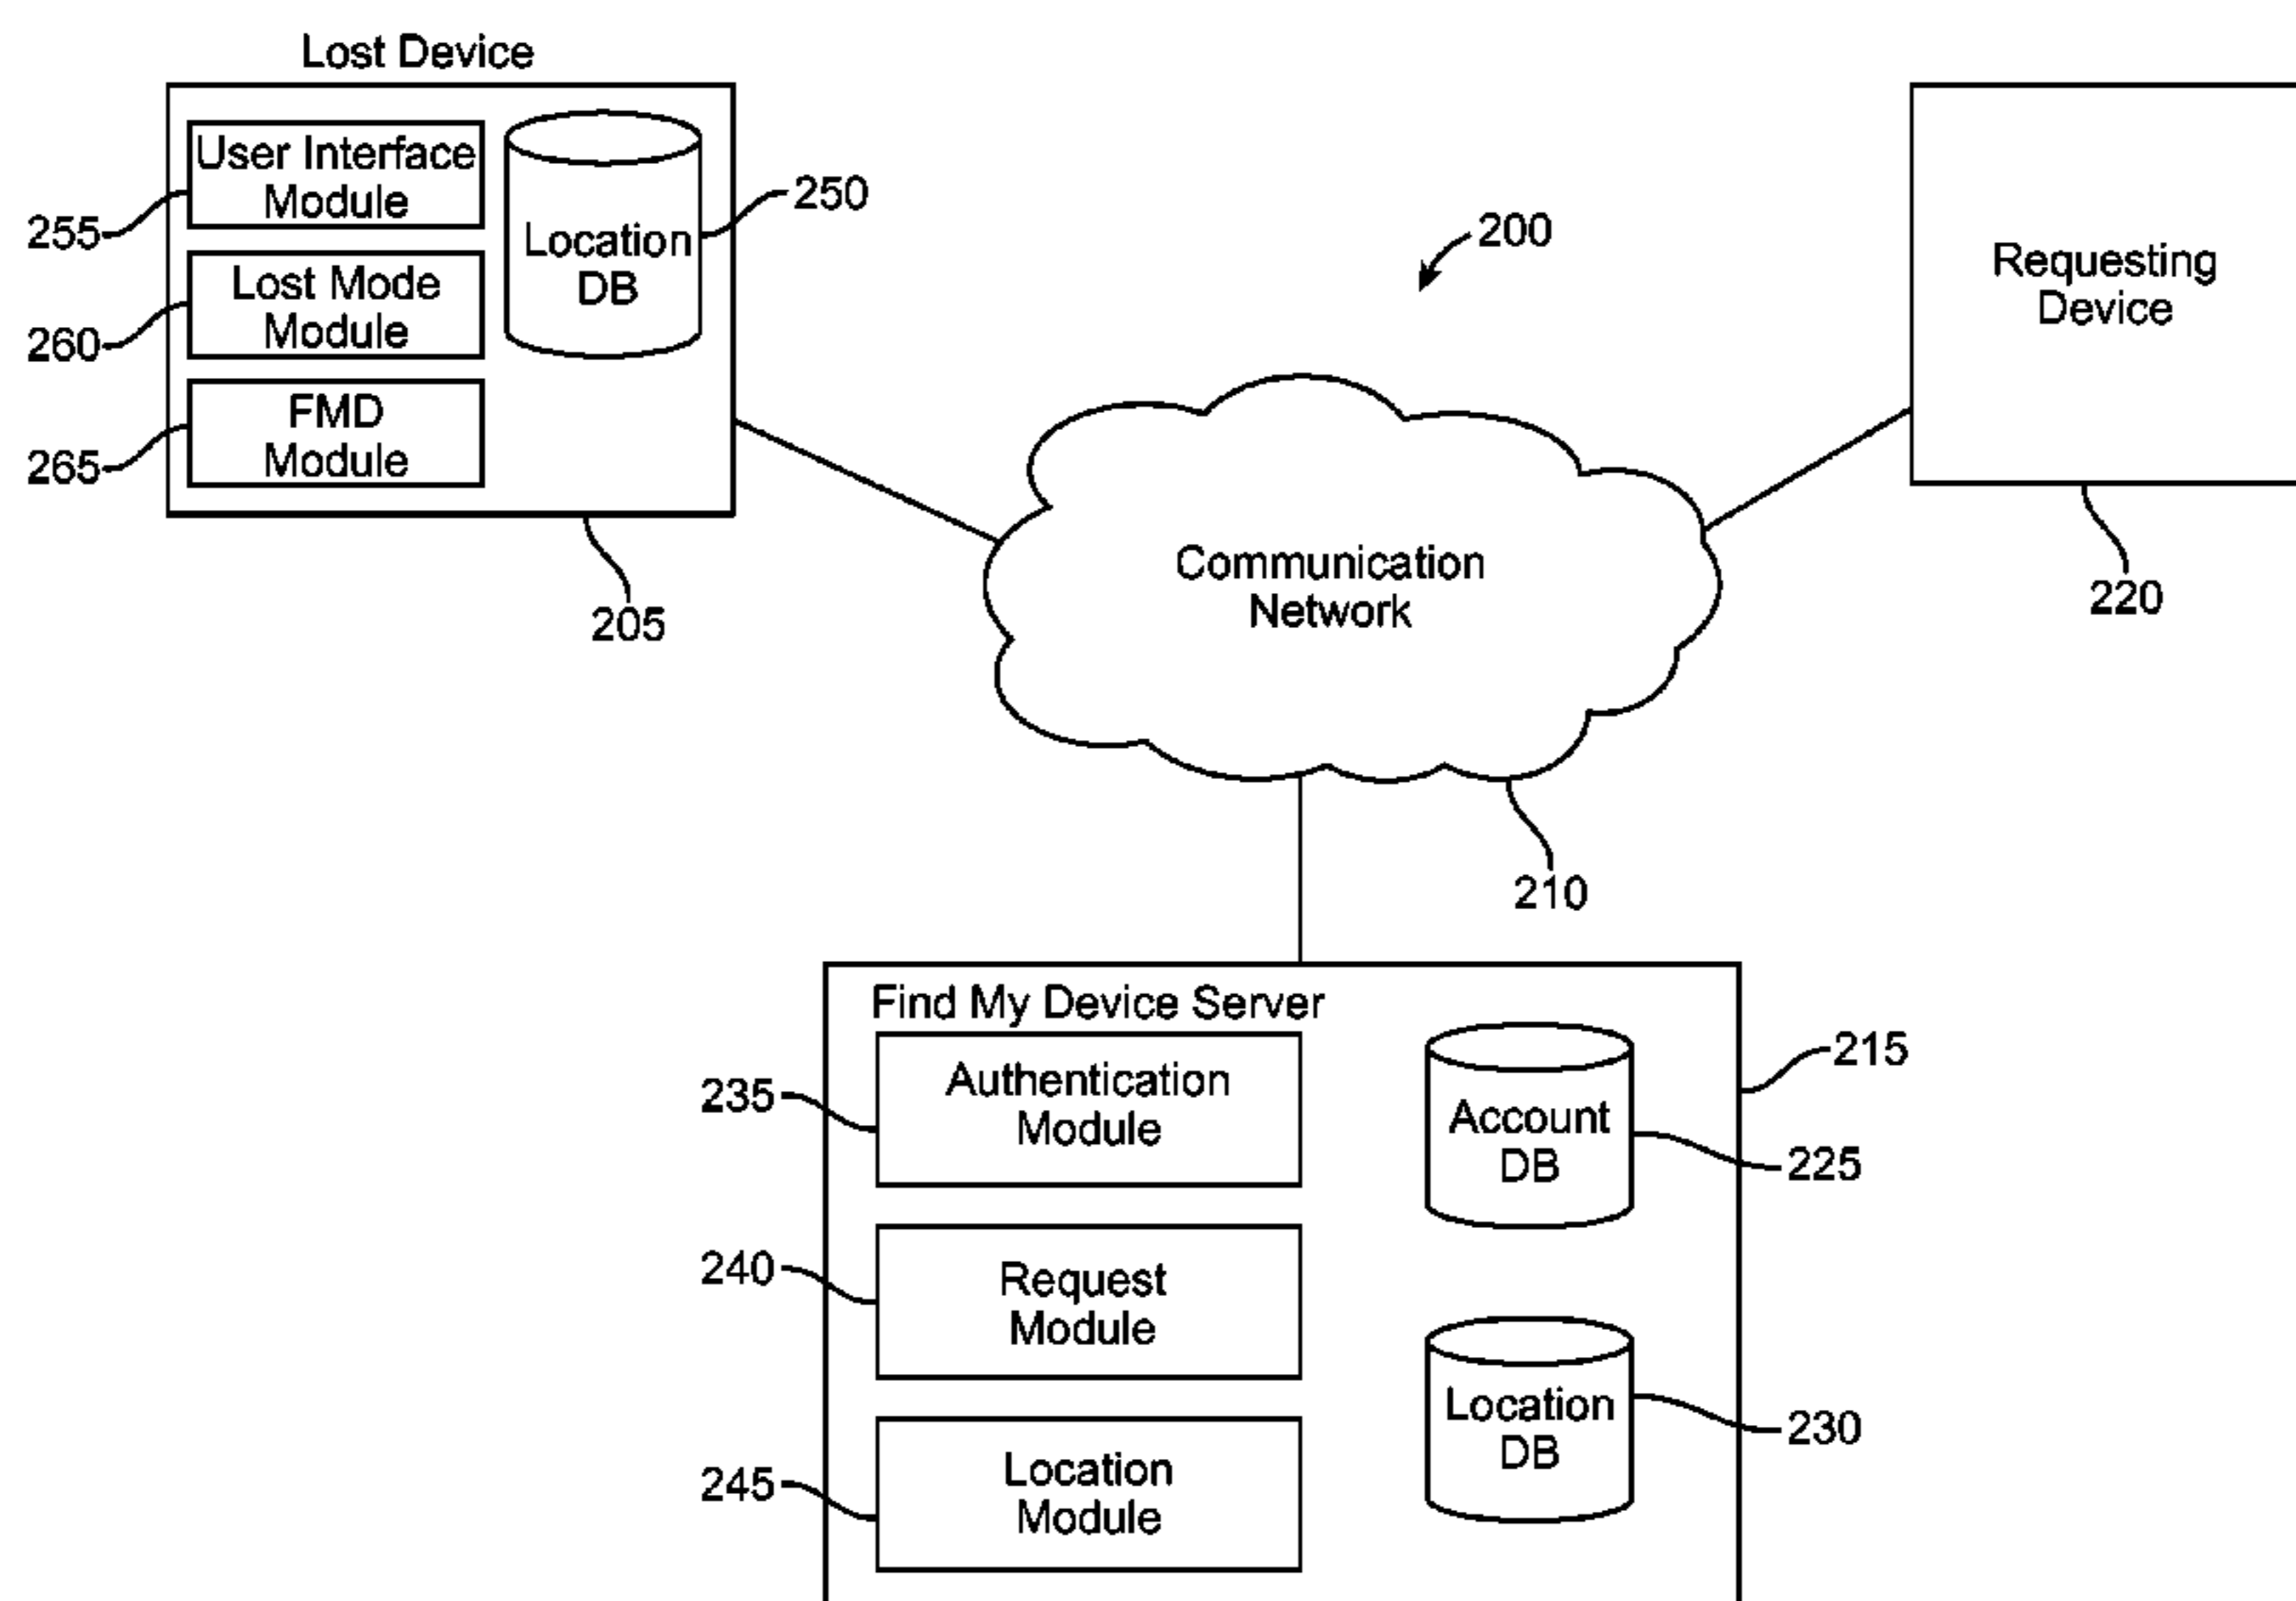 Lost Device
User Interface
Module
255
Lost Mode
Module
260
FMD
Module
265
Location
DB
250
205
200
Requesting
Device
220
Communication
Network
210
Find My Device Server
215
Authentication
Module
235
Account
DB
225
Request
Module
240
Location
DB
230
Location
Module
245